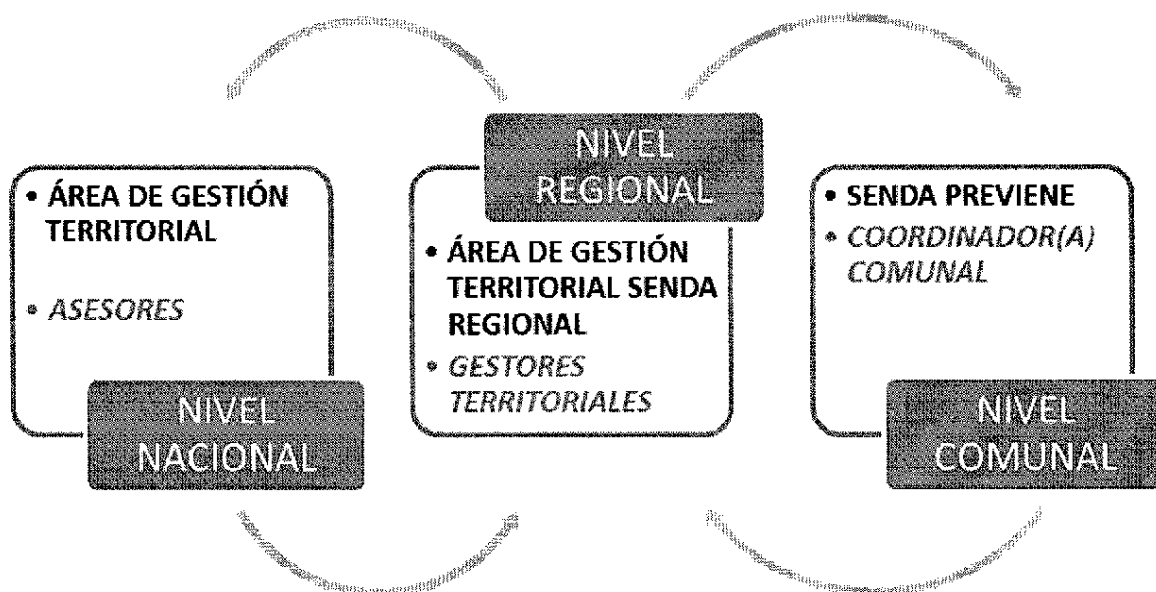 • ÁREA DE GESTIÓN
TERRITORIAL
• ASESORES
NIVEL
NACIONAL
NIVEL
REGIONAL
• ÁREA DE GESTIÓN
TERRITORIAL SENDA
REGIONAL
• GESTORES
TERRITORIALES
• SENDA PREVIENE
• COORDINADOR(A)
COMUNAL
NIVEL
COMUNAL